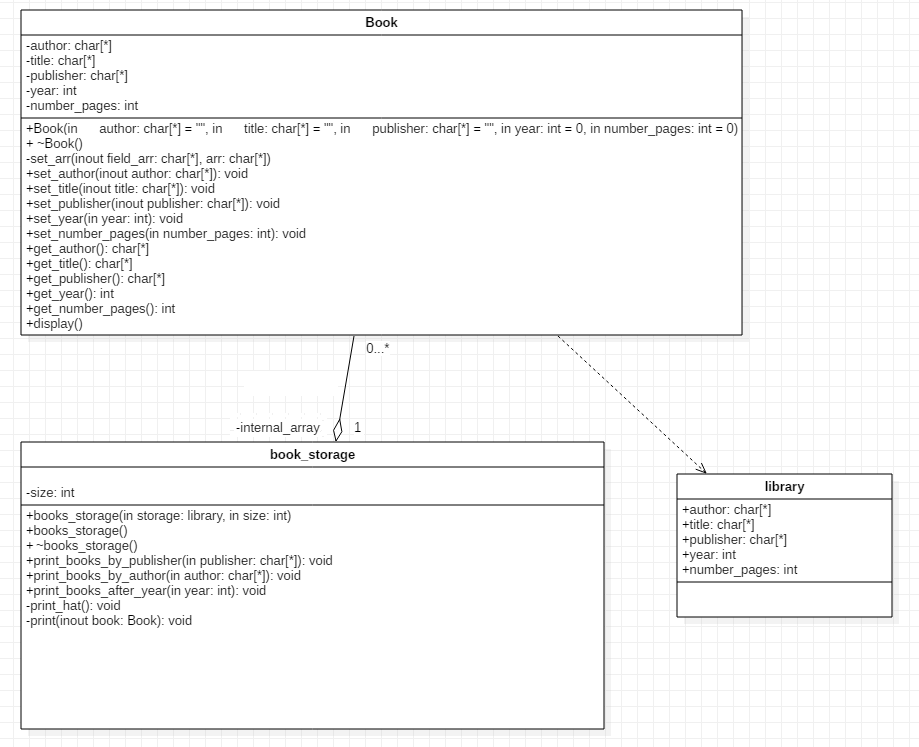 Book
-author: char[*]
-title: char[*]
-publisher: char[*]
-year: int
-number_pages: int
+Book(in author: char[*] = "", in title: char[*] = "", in publisher: char[*] = "", in year: int = 0, in number_pages: int = 0)
+ ~Book()
-set_arr(inout field_arr: char[*], arr: char[*])
+set_author(inout author: char[*]): void
+set_title(inout title: char[*]): void
+set_publisher(inout publisher: char[*]): void
+set_year(in year: int): void
+set_number_pages(in number_pages: int): void
+get_author(): char[*]
+get_title(): char[*]
+get_publisher(): char[*]
+get_year(): int
+get_number_pages(): int
+display()
0...*
-internal_array
1
book_storage
-size: int
+books_storage(in storage: library, in size: int)
+books_storage()
+ ~books_storage()
+print_books_by_publisher(in publisher: char[*]): void
+print_books_by_author(in author: char[*]): void
+print_books_after_year(in year: int): void
-print_hat(): void
-print(inout book: Book): void
library
+author: char[*]
+title: char[*]
+publisher: char[*]
+year: int
+number_pages: int